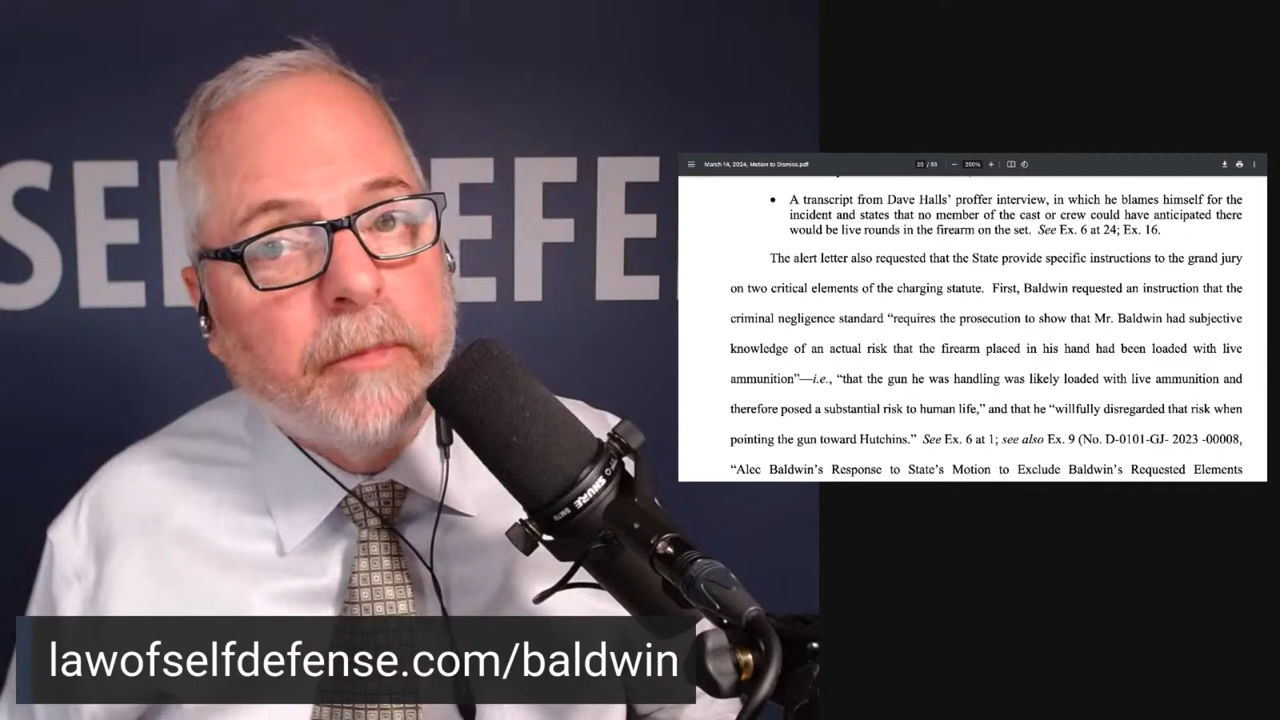 SE
SE EFE
lawofselfdefense.com/baldwin
March 14, 2024, Motion to Dismiss.pdf
20 / 59
200%
• A transcript from Dave Halls' proffer interview, in which he blames himself for the
incident and states that no member of the cast or crew could have anticipated there
would be live rounds in the firearm on the set. See Ex. 6 at 24; Ex. 16.
The alert letter also requested that the State provide specific instructions to the grand jury
on two critical elements of the charging statute. First, Baldwin requested an instruction that the
criminal negligence standard “requires the prosecution to show that Mr. Baldwin had subjective
knowledge of an actual risk that the firearm placed in his hand had been loaded with live
ammunition”—i.e., “that the gun he was handling was likely loaded with live ammunition and
therefore posed a substantial risk to human life,” and that he “willfully disregarded that risk when
pointing the gun toward Hutchins.” See Ex. 6 at 1; see also Ex. 9 (No. D-0101-GJ- 2023 -00008,
“Alec Baldwin's Response to State's Motion to Exclude Baldwin's Requested Elements
SHURE